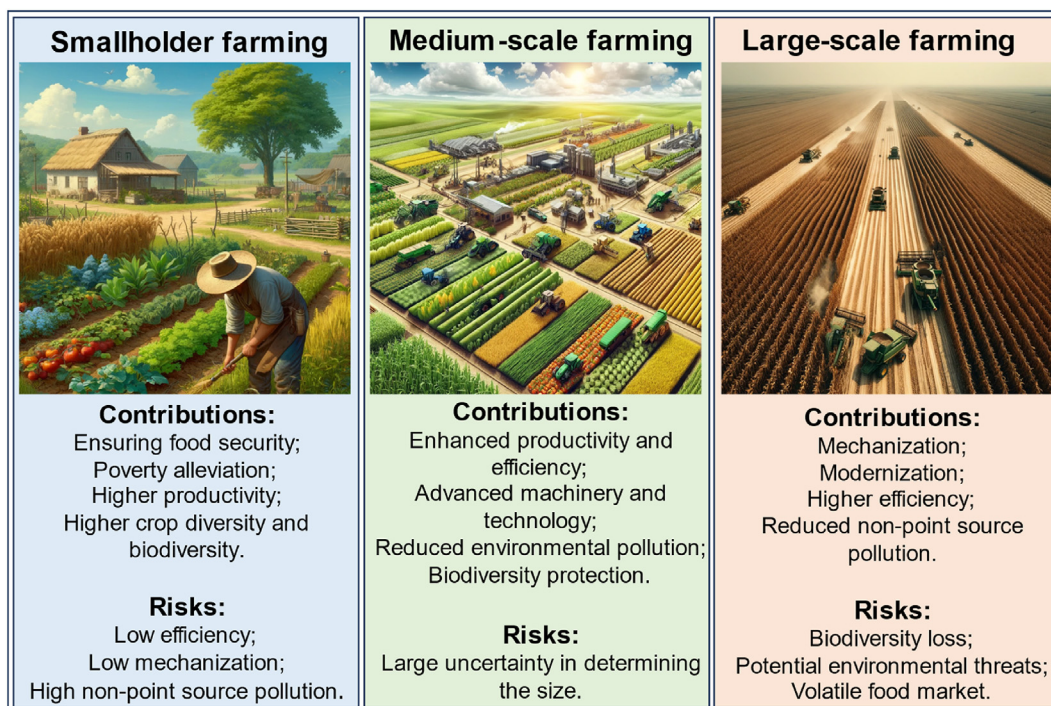 Smallholder farming
Contributions:
Ensuring food security;
Poverty alleviation;
Higher productivity;
Higher crop diversity and
biodiversity.
Risks:
Low efficiency;
Low mechanization;
High non-point source pollution.
Medium-scale farming
Contributions:
Enhanced productivity and
efficiency;
Advanced machinery and
technology;
Reduced environmental pollution;
Biodiversity protection.
Risks:
Large uncertainty in determining
the size.
Large-scale farming
Contributions:
Mechanization;
Modernization;
Higher efficiency;
Reduced non-point source
pollution.
Risks:
Biodiversity loss;
Potential environmental threats;
Volatile food market.